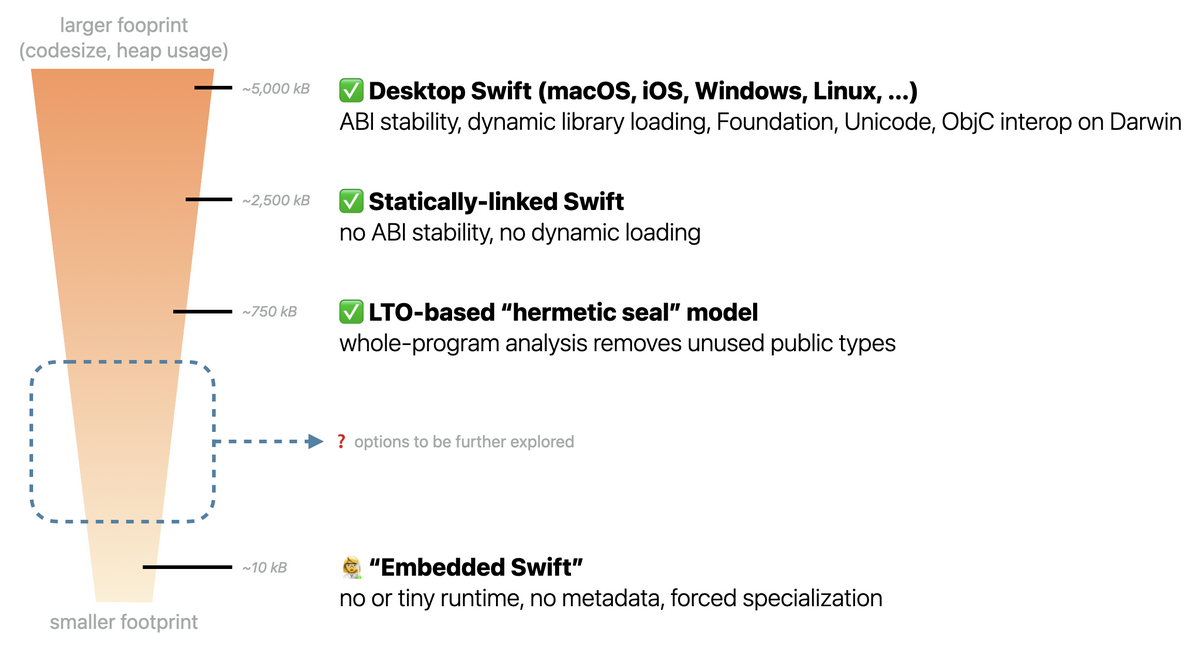 larger fooprint
(codesize, heap usage)
~5,000 kB
✅ Desktop Swift (macOS, iOS, Windows, Linux, ...)
ABI stability, dynamic library loading, Foundation, Unicode, ObjC interop on Darwin
~2,500 kB
✅ Statically-linked Swift
no ABI stability, no dynamic loading
~750 kB
✅ LTO-based “hermetic seal” model
whole-program analysis removes unused public types
? options to be further explored
~10 kB
“Embedded Swift”
no or tiny runtime, no metadata, forced specialization
smaller footprint